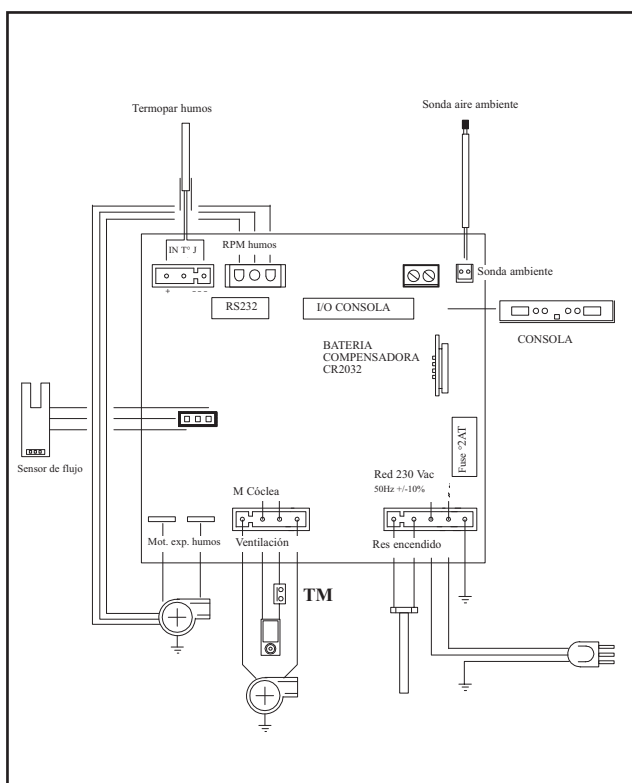 Termopar humos
Sonda aire ambiente
IN T° J
RPM humos
+
---
Sonda ambiente
RS232
I/O CONSOLA
CONSOLA
BATERIA
COMPENSADORA
CR2032
Fuse °2AT
Sensor de flujo
M Cóclea
Red 230 Vac
50Hz +/-10%
Mot. exp. humos
Ventilación
Res encendido
TM